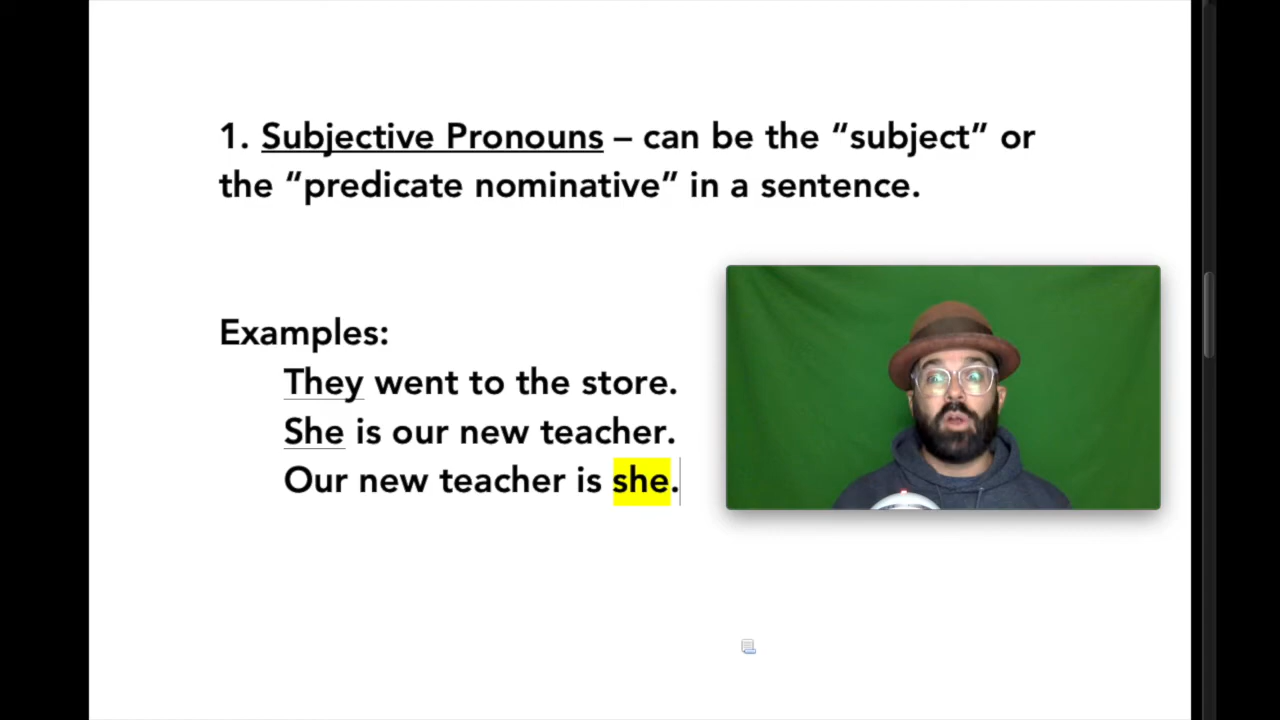 1. Subjective Pronouns – can be the “subject” or
the “predicate nominative” in a sentence.
Examples:
They went to the store.
She is our new teacher.
Our new teacher is she.